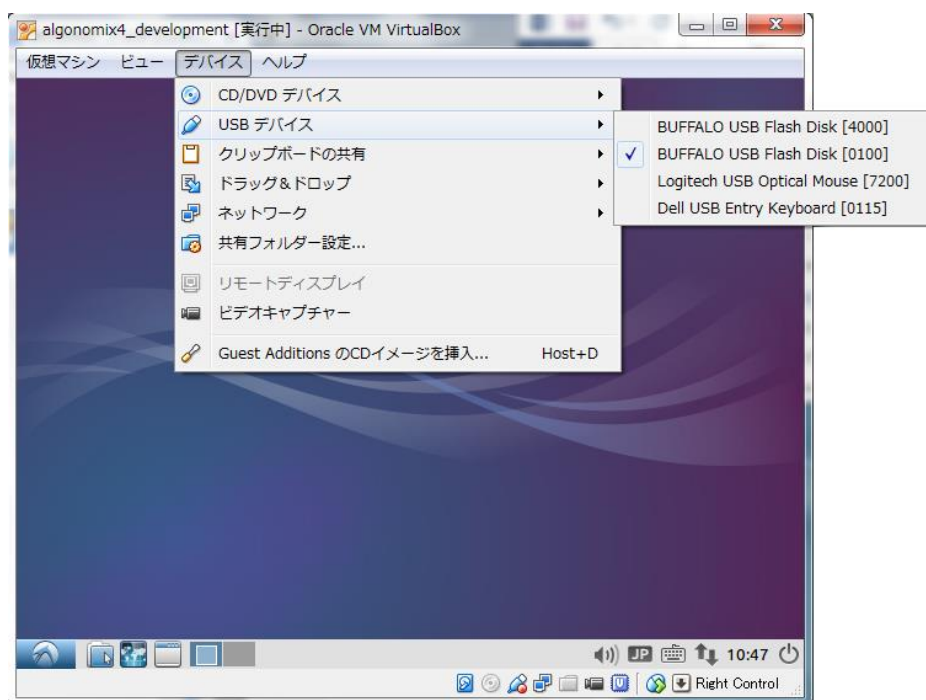 algonomix4_development [実行中] - Oracle VM VirtualBox
仮想マシン ビュー デバイス ヘルプ
CD/DVD デバイス
USB デバイス
クリップボードの共有
ドラッグ&ドロップ
ネットワーク
共有フォルダー設定...
リモートディスプレイ
ビデオキャプチャー
Guest Additions のCDイメージを挿入... Host+D
BUFFALO USB Flash Disk [4000]
BUFFALO USB Flash Disk [0100]
Logitech USB Optical Mouse [7200]
Dell USB Entry Keyboard [0115]
JP 10:47
Right Control